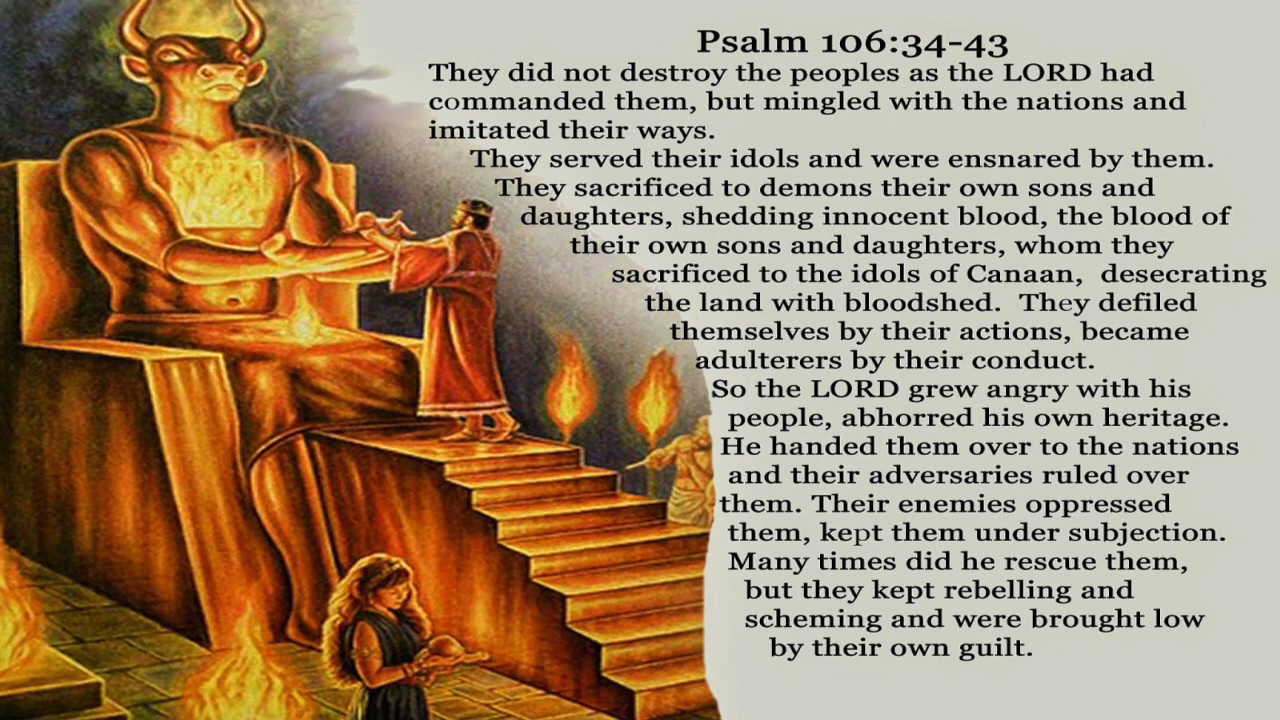 Psalm 106:34-43
They did not destroy the peoples as the LORD had
commanded them, but mingled with the nations and
imitated their ways.
They served their idols and were ensnared by them.
They sacrificed to demons their own sons and
daughters, shedding innocent blood, the blood of
their own sons and daughters, whom they
sacrificed to the idols of Canaan, desecrating
the land with bloodshed. They defiled
themselves by their actions, became
adulterers by their conduct.
So the LORD grew angry with his
people, abhorred his own heritage.
He handed them over to the nations
and their adversaries ruled over
them. Their enemies oppressed
them, kept them under subjection.
Many times did he rescue them,
but they kept rebelling and
scheming and were brought low
by their own guilt.